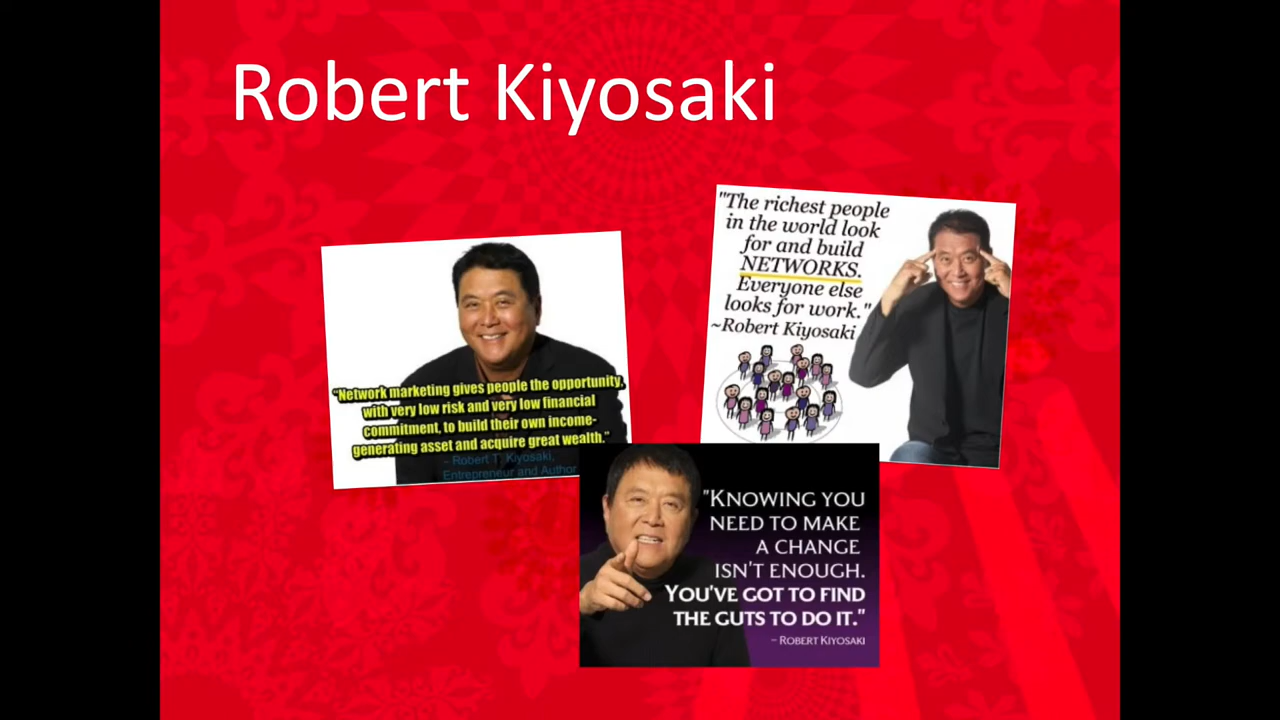 Robert Kiyosaki
"Network marketing gives people the opportunity,
with very low risk and very low financial
commitment, to build their own income-
generating asset and acquire great wealth."
– Robert T. Kiyosaki,
Entrepreneur and Author
"The richest people
in the world look
for and build
NETWORKS.
Everyone else
looks for work."
~Robert Kiyosaki
"KNOWING YOU
NEED TO MAKE
A CHANGE
ISN'T ENOUGH.
YOU'VE GOT TO FIND
THE GUTS TO DO IT."
– ROBERT KIYOSAKI